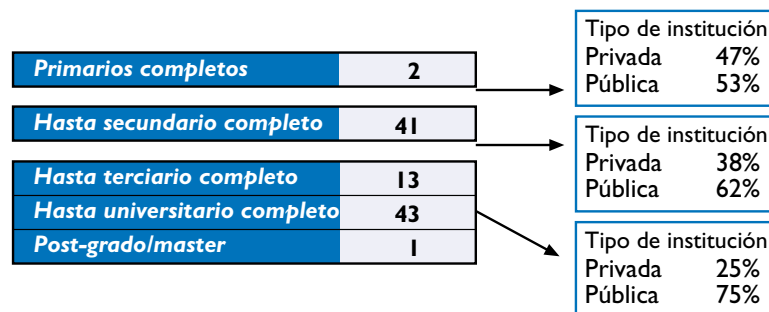 Primarios completos 2
Tipo de institución
Privada 47%
Pública 53%
Hasta secundario completo 41
Tipo de institución
Privada 38%
Pública 62%
Hasta terciario completo 13
Hasta universitario completo 43
Post-grado/master 1
Tipo de institución
Privada 25%
Pública 75%